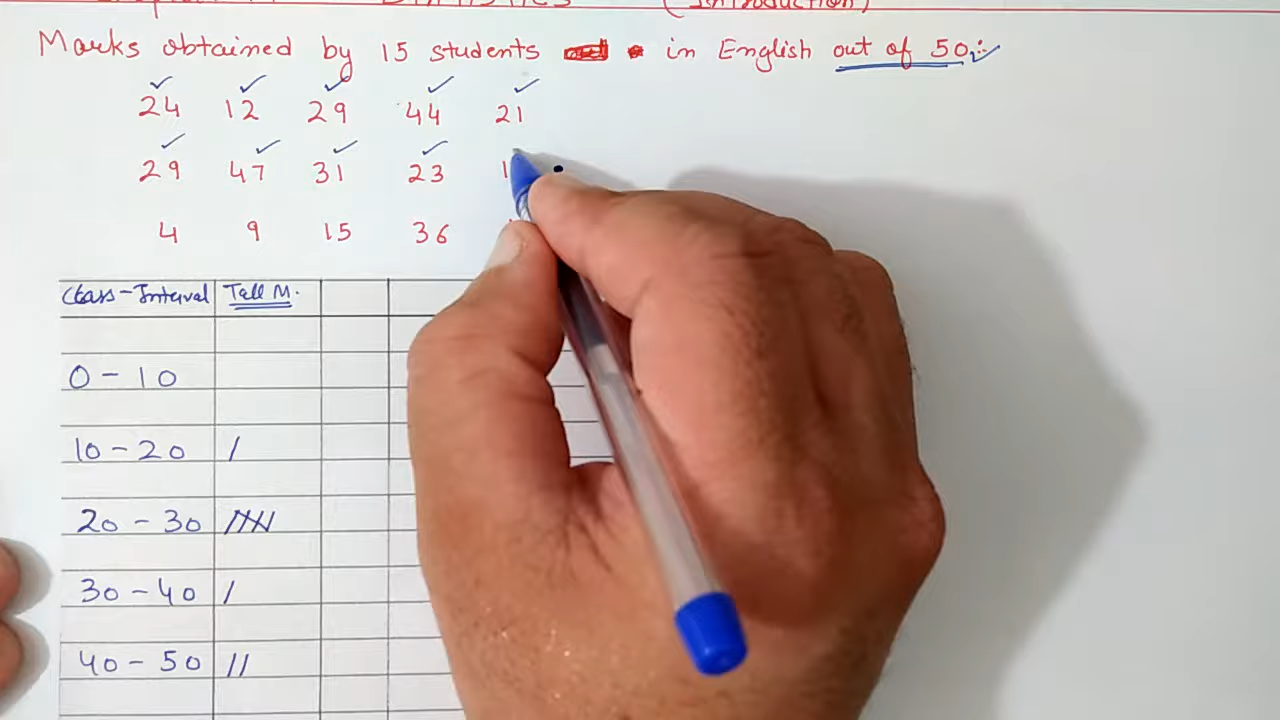 Marks obtained by 15 students in English out of 50:-
24 12 29 44 21
29 47 31 23
4 9 15 36
Class-Interval Tall M.
0-10
10-20 /
20-30 ////
30-40 /
40-50 //